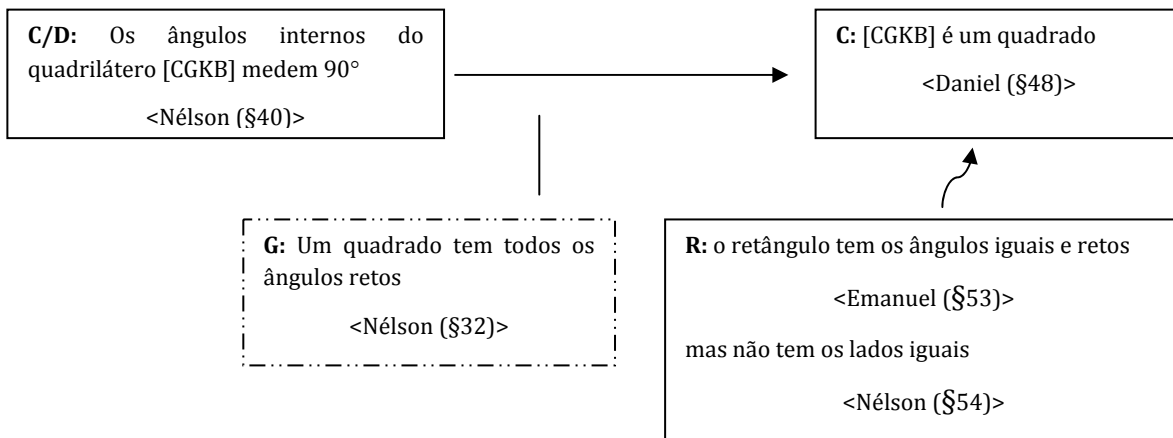 C/D: Os ângulos internos do
quadrilátero [CGKB] medem 90°
<Nélson (§40)>
C: [CGKB] é um quadrado
<Daniel (§48)>
G: Um quadrado tem todos os
ângulos retos
<Nélson (§32)>
R: o retângulo tem os ângulos iguais e retos
<Emanuel (§53)>
mas não tem os lados iguais
<Nélson (§54)>